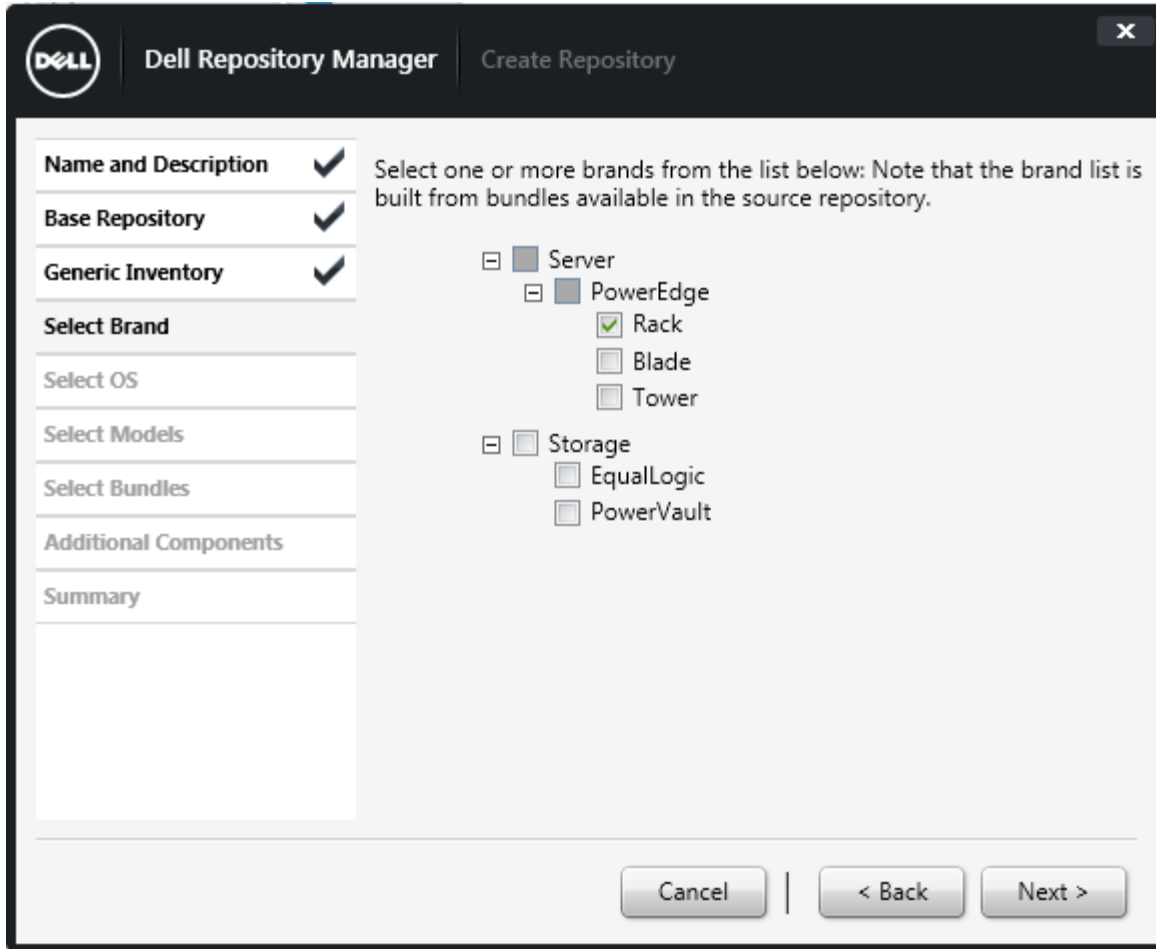 DELL
Dell Repository Manager
Create Repository
x
Name and Description
Base Repository
Generic Inventory
Select Brand
Select OS
Select Models
Select Bundles
Additional Components
Summary
Select one or more brands from the list below: Note that the brand list is
built from bundles available in the source repository.
Server
PowerEdge
Rack
Blade
Tower
Storage
EqualLogic
PowerVault
Cancel
< Back
Next >